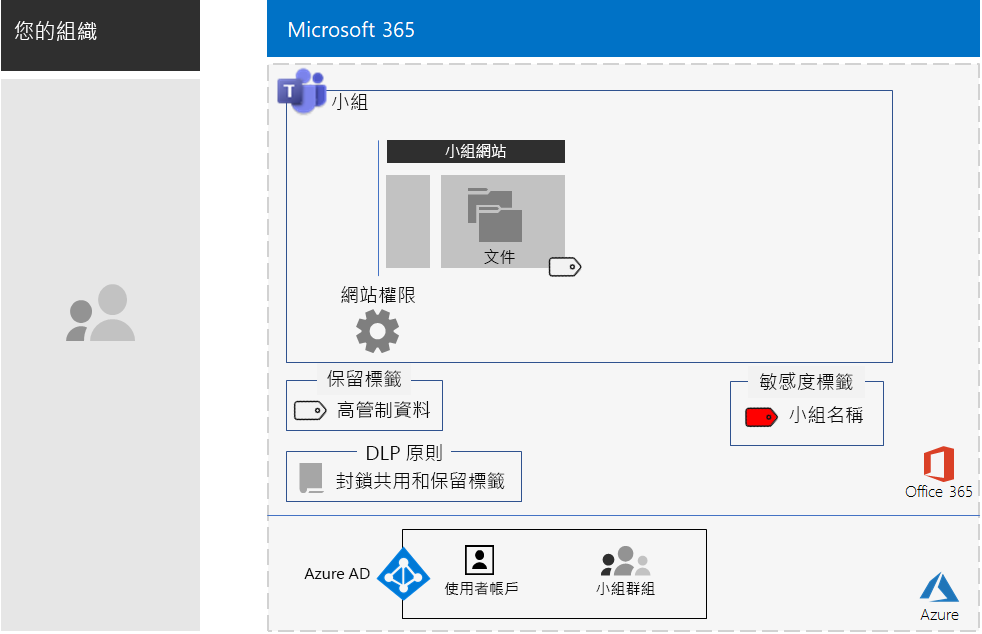 您的組織
Microsoft 365
T
小組
小組網站
文件
網站權限
保留標籤
高管制資料
敏感度標籤
小組名稱
DLP 原則
封鎖共用和保留標籤
Office 365
Azure AD
使用者帳戶
小組群組
Azure